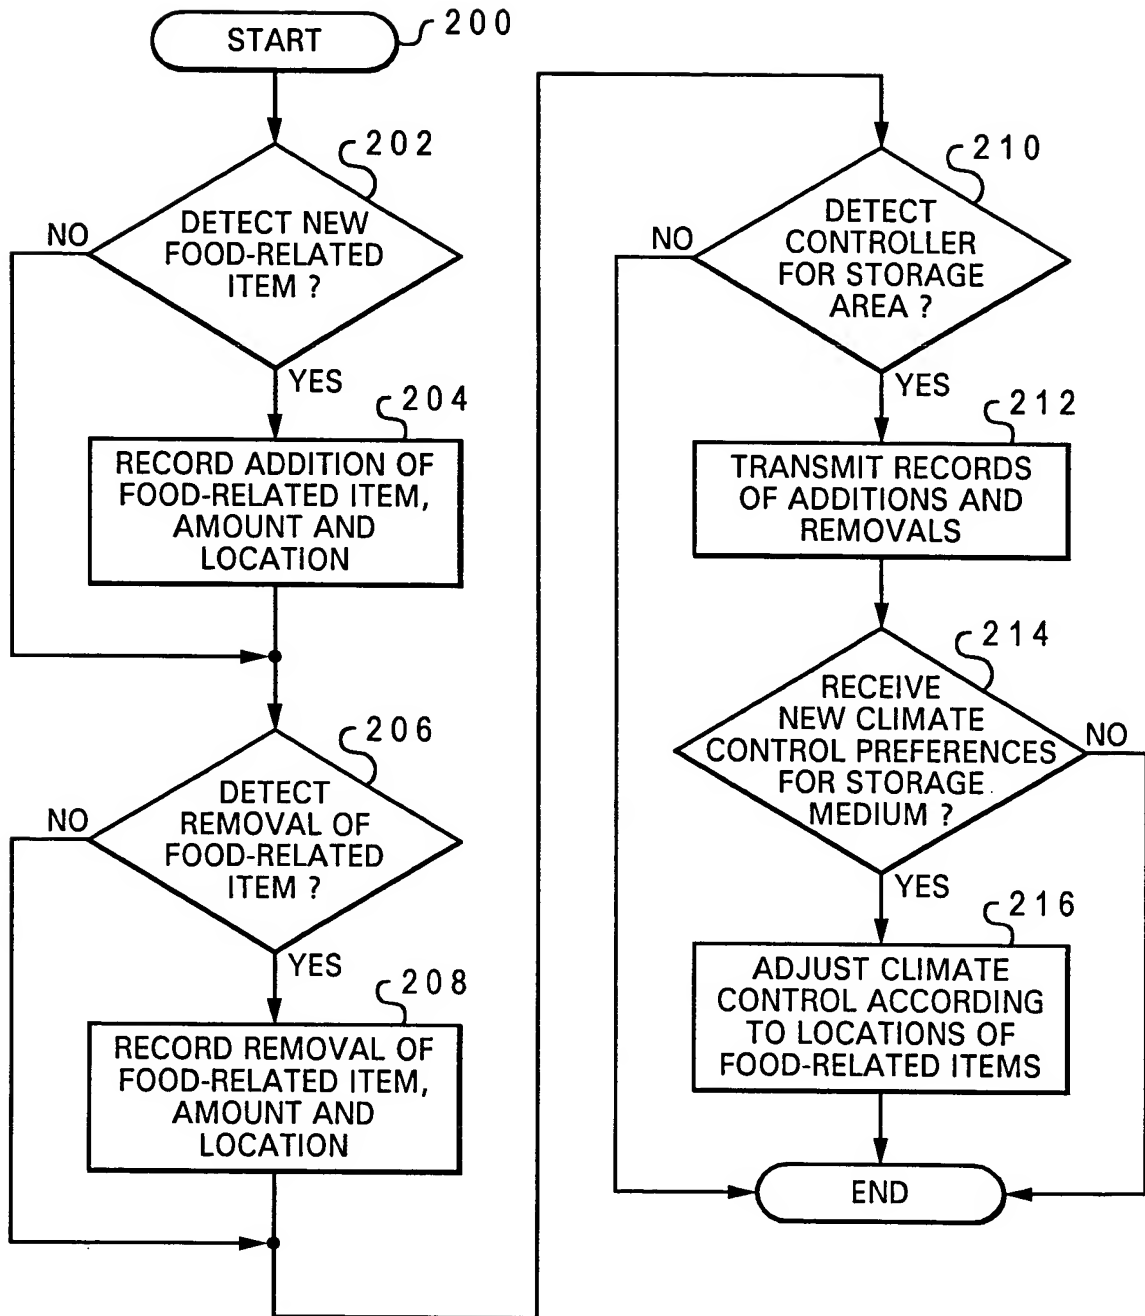 START
200
202
DETECT NEW
FOOD-RELATED
ITEM ?
NO
YES
204
RECORD ADDITION OF
FOOD-RELATED ITEM,
AMOUNT AND
LOCATION
206
DETECT
REMOVAL OF
FOOD-RELATED
ITEM ?
NO
YES
208
RECORD REMOVAL OF
FOOD-RELATED ITEM,
AMOUNT AND
LOCATION
210
DETECT
CONTROLLER
FOR STORAGE
AREA ?
NO
YES
212
TRANSMIT RECORDS
OF ADDITIONS AND
REMOVALS
214
RECEIVE
NEW CLIMATE
CONTROL PREFERENCES
FOR STORAGE
MEDIUM ?
NO
YES
216
ADJUST CLIMATE
CONTROL ACCORDING
TO LOCATIONS OF
FOOD-RELATED ITEMS
END